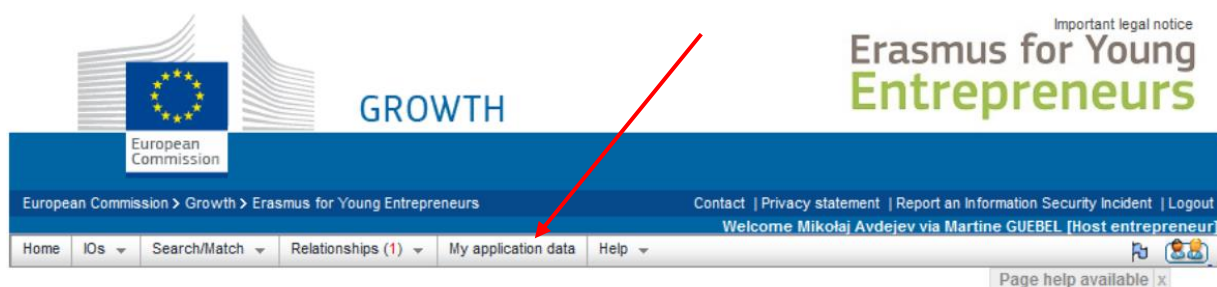 Important legal notice
Erasmus for Young
Entrepreneurs
GROWTH
European
Commission
European Commission > Growth > Erasmus for Young Entrepreneurs
Contact | Privacy statement | Report an Information Security Incident | Logout
Welcome Mikołaj Avdejev via Martine GUEBEL [Host entrepreneur]
Home IOs Search/Match Relationships (1) My application data Help
Page help available x